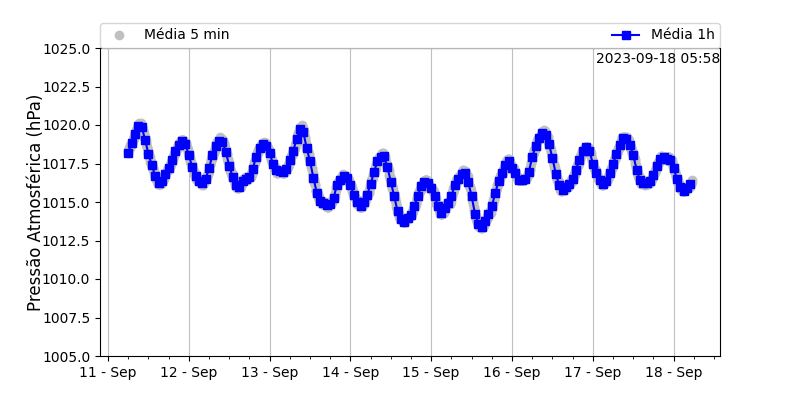 Média 5 min
Média 1h
2023-09-18 05:58
Pressão Atmosférica (hPa)
1025.0
1022.5
1020.0
1017.5
1015.0
1012.5
1010.0
1007.5
1005.0
11 - Sep
12 - Sep
13 - Sep
14 - Sep
15 - Sep
16 - Sep
17 - Sep
18 - Sep